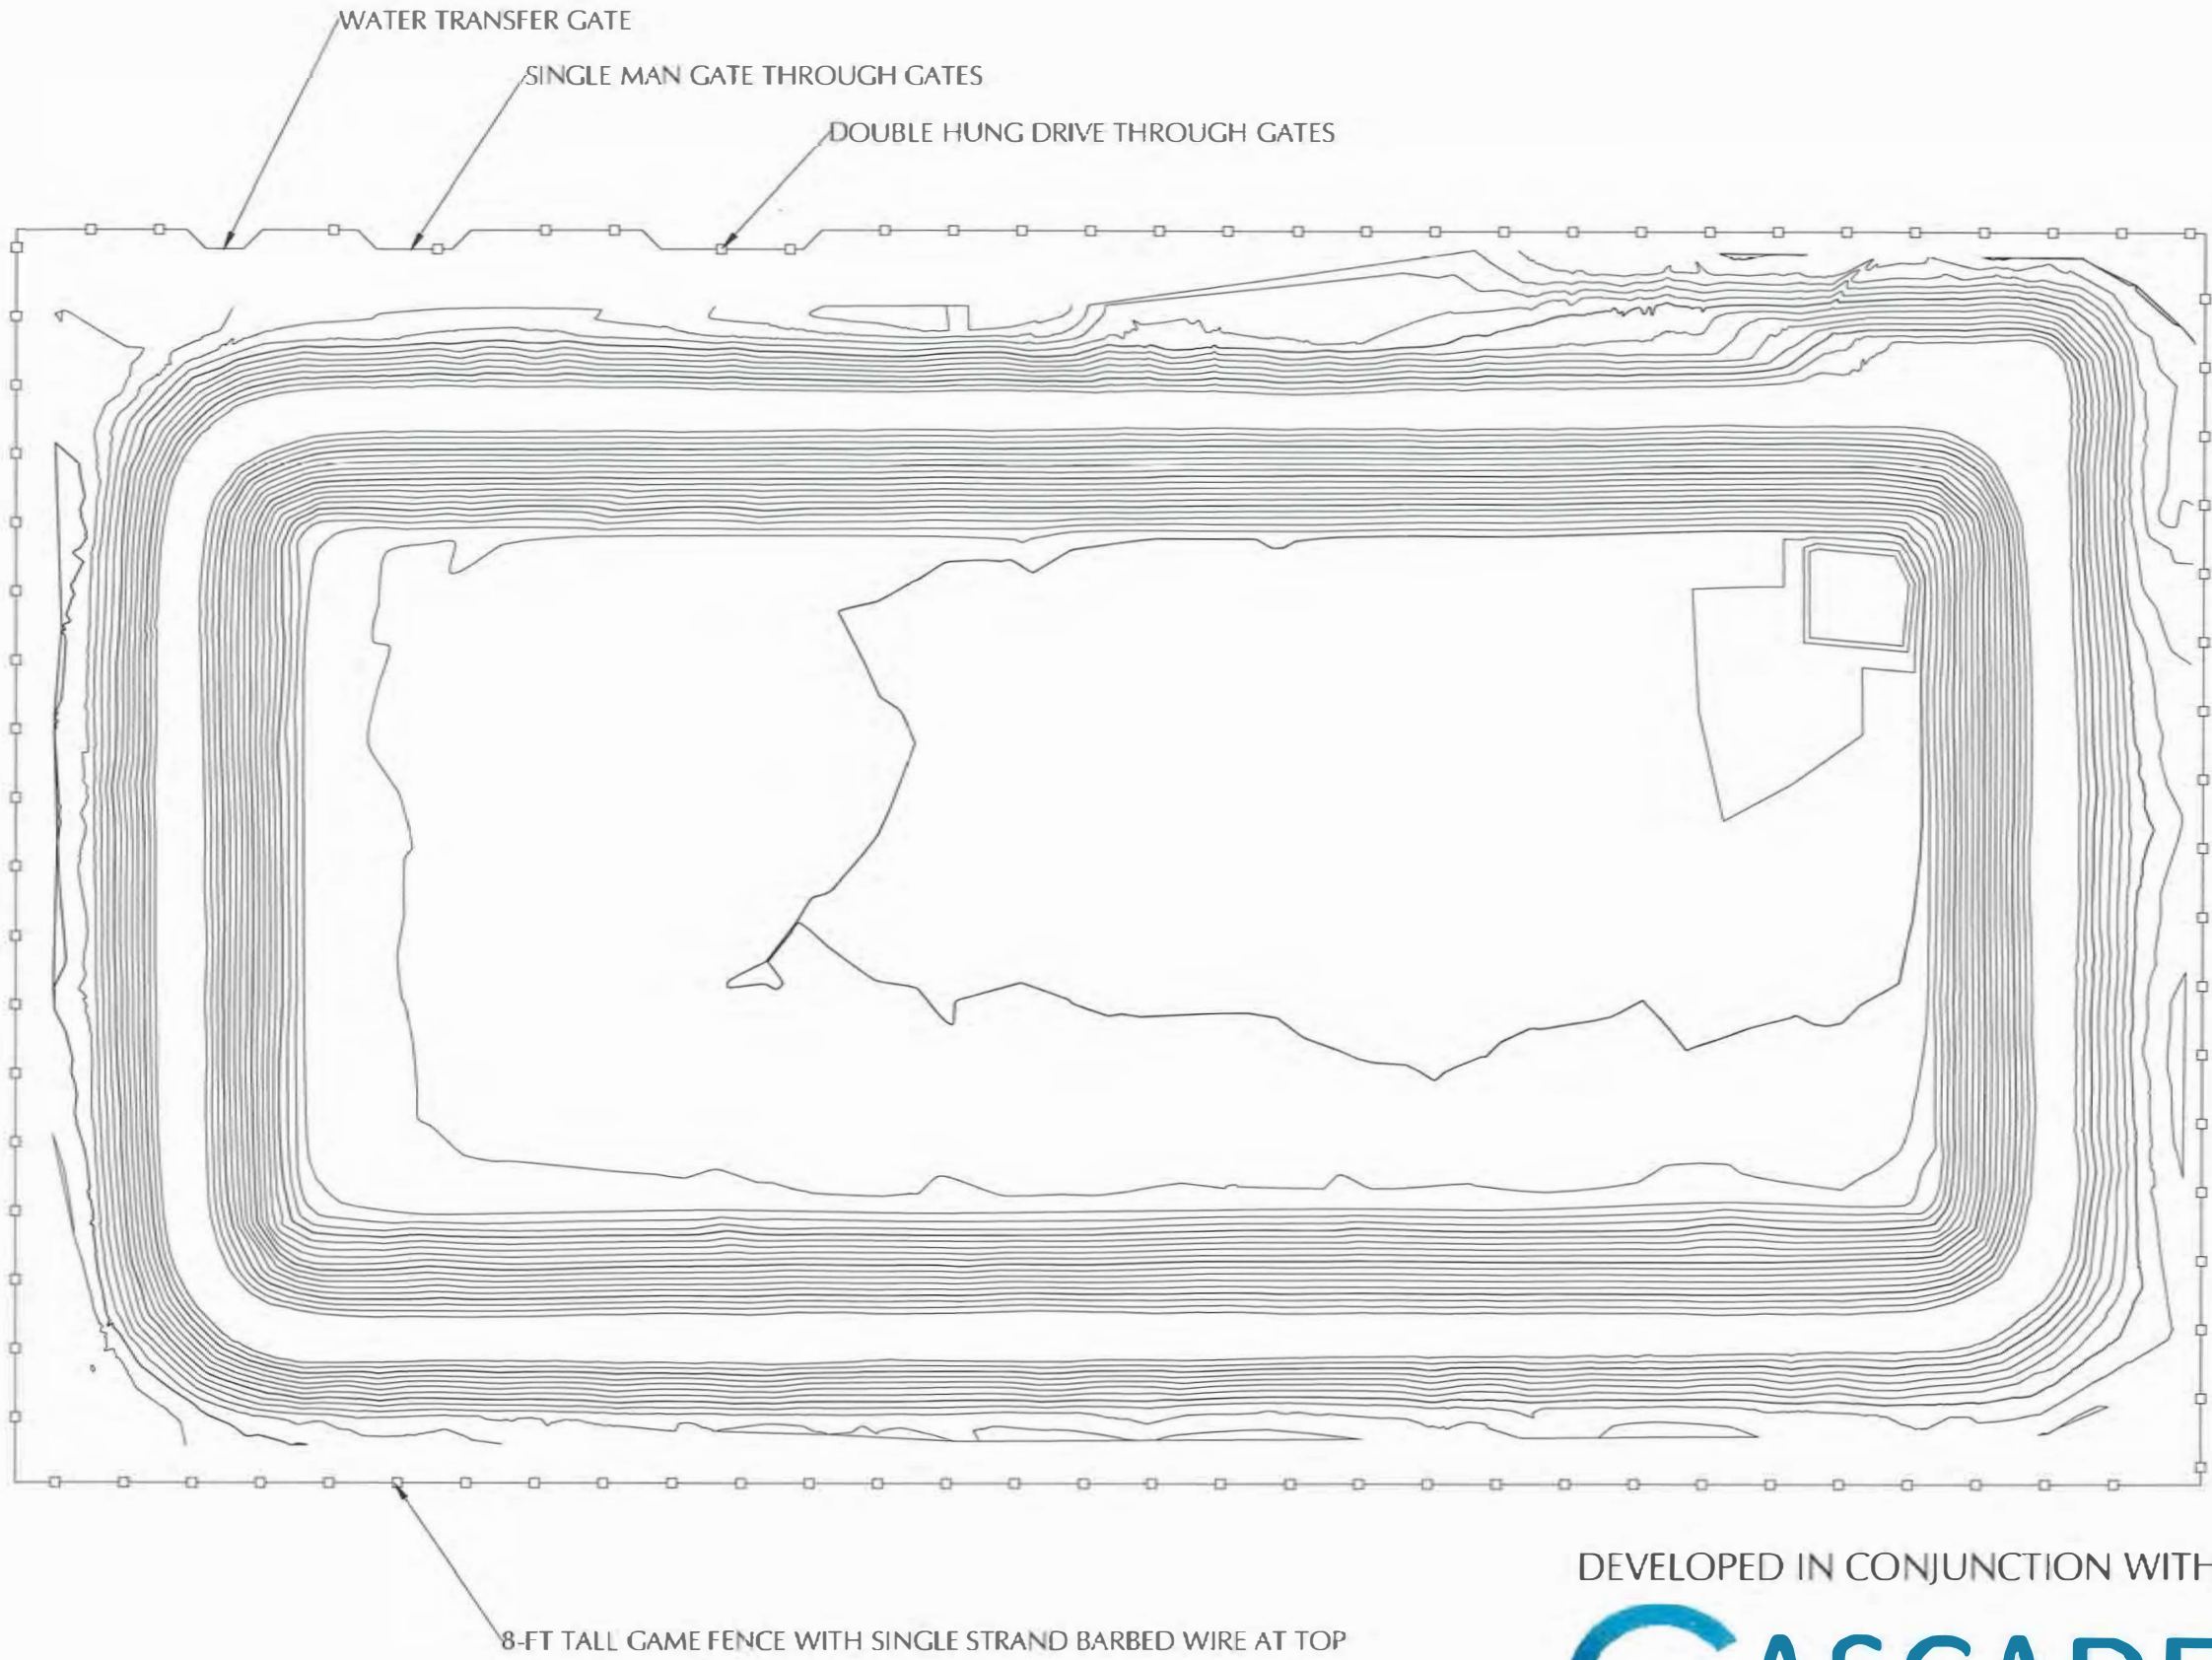 WATER TRANSFER GATE
SINGLE MAN GATE THROUGH GATES
DOUBLE HUNG DRIVE THROUGH GATES
8-FT TALL GAME FENCE WITH SINGLE STRAND BARBED WIRE AT TOP
DEVELOPED IN CONJUNCTION WITH
CASCADE